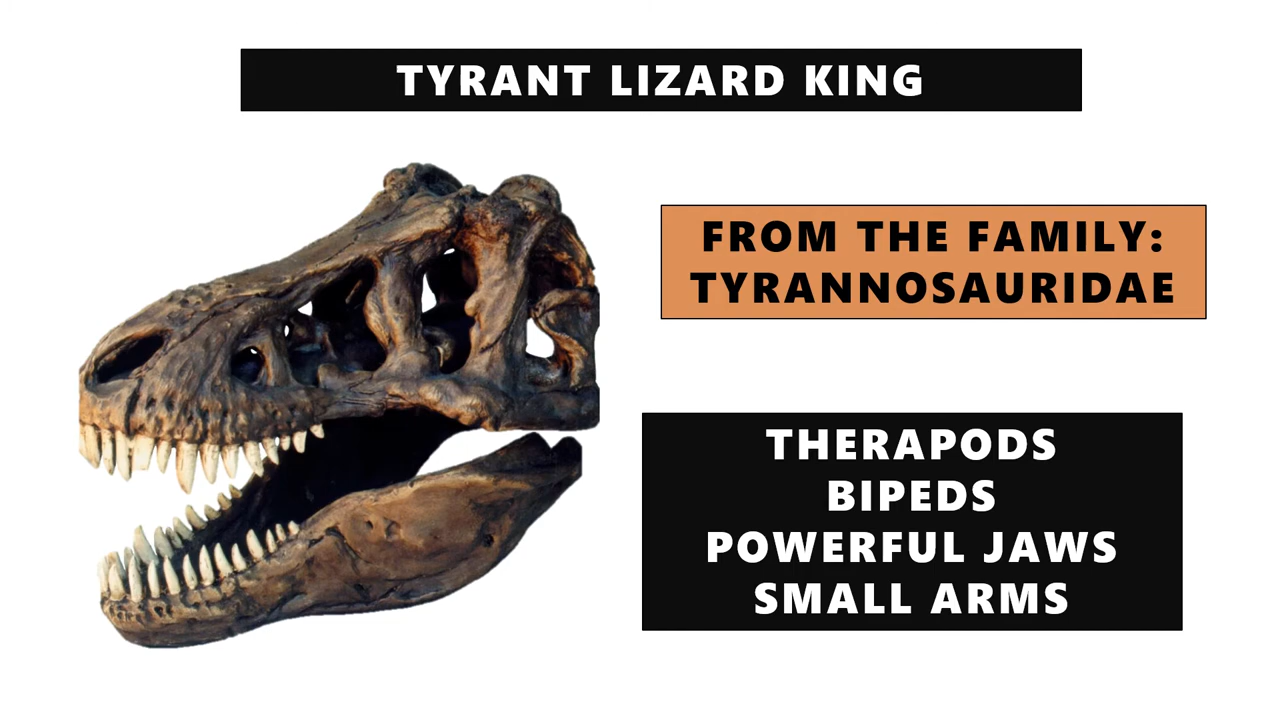 TYRANT LIZARD KING
FROM THE FAMILY:
TYRANNOSAURIDAE
THERAPODS
BIPEDS
POWERFUL JAWS
SMALL ARMS